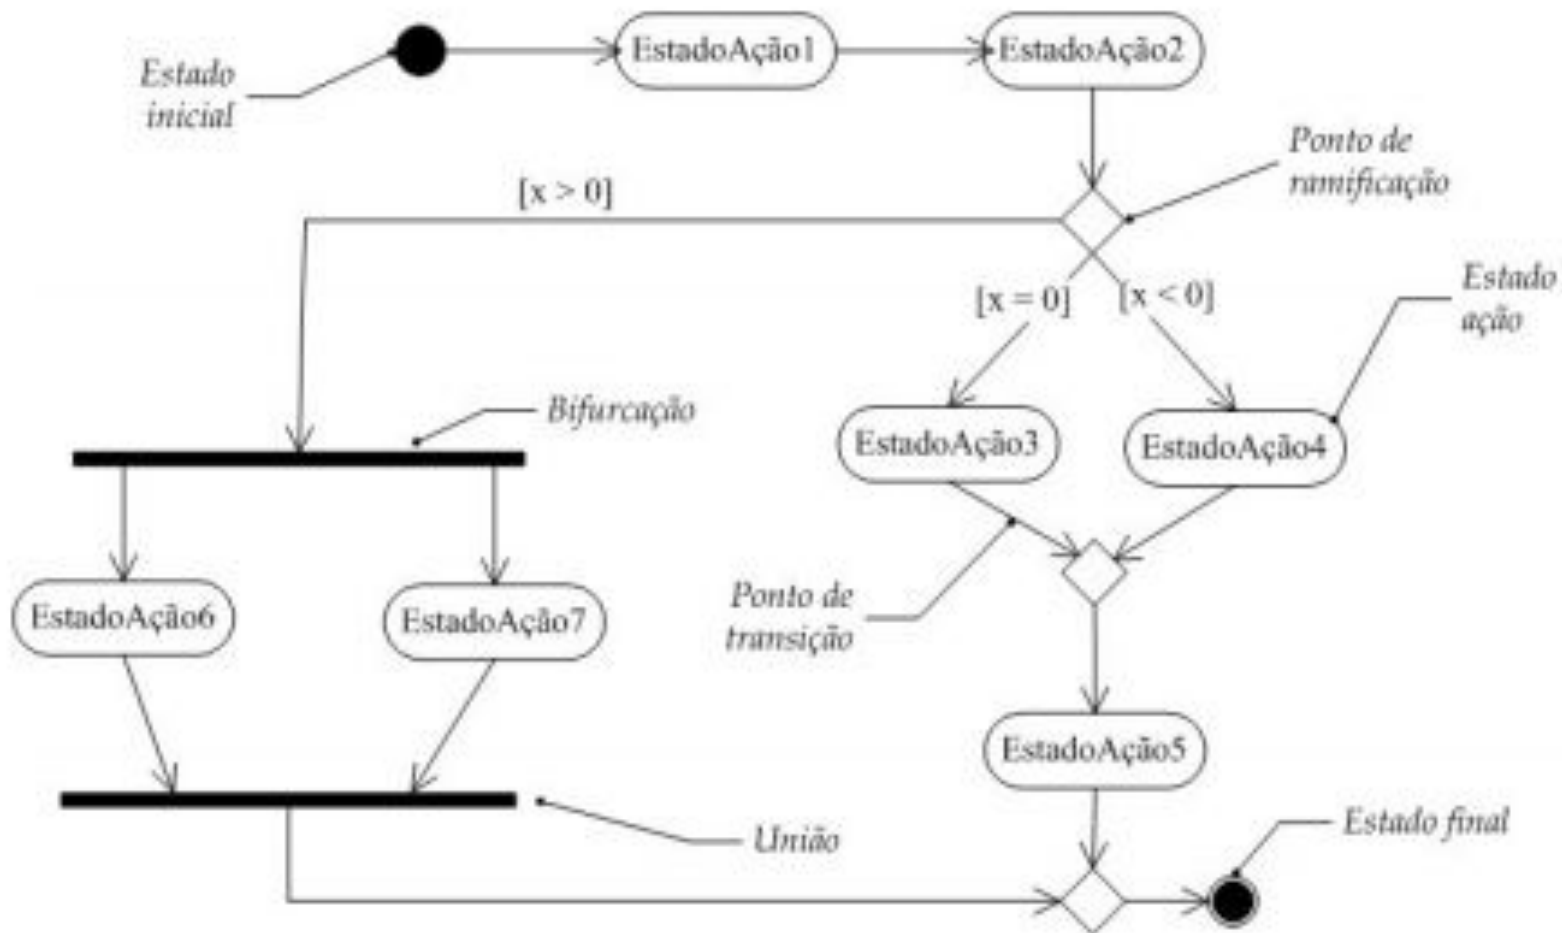 EstadoAção1
EstadoAção2
Estado
inicial
Ponto de
ramificação
[x > 0]
[x = 0]
[x < 0]
Estado
ação
Bifurcação
EstadoAção3
EstadoAção4
EstadoAção6
EstadoAção7
Ponto de
transição
EstadoAção5
União
Estado final